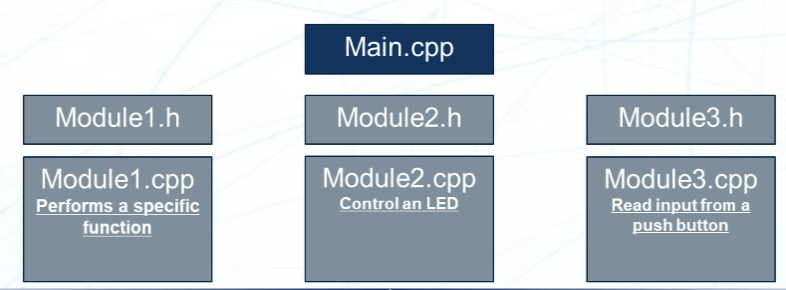 Main.cpp
Module1.h
Module2.h
Module3.h
Module1.cpp
Performs a specific
function
Module2.cpp
Control an LED
Module3.cpp
Read input from a
push button